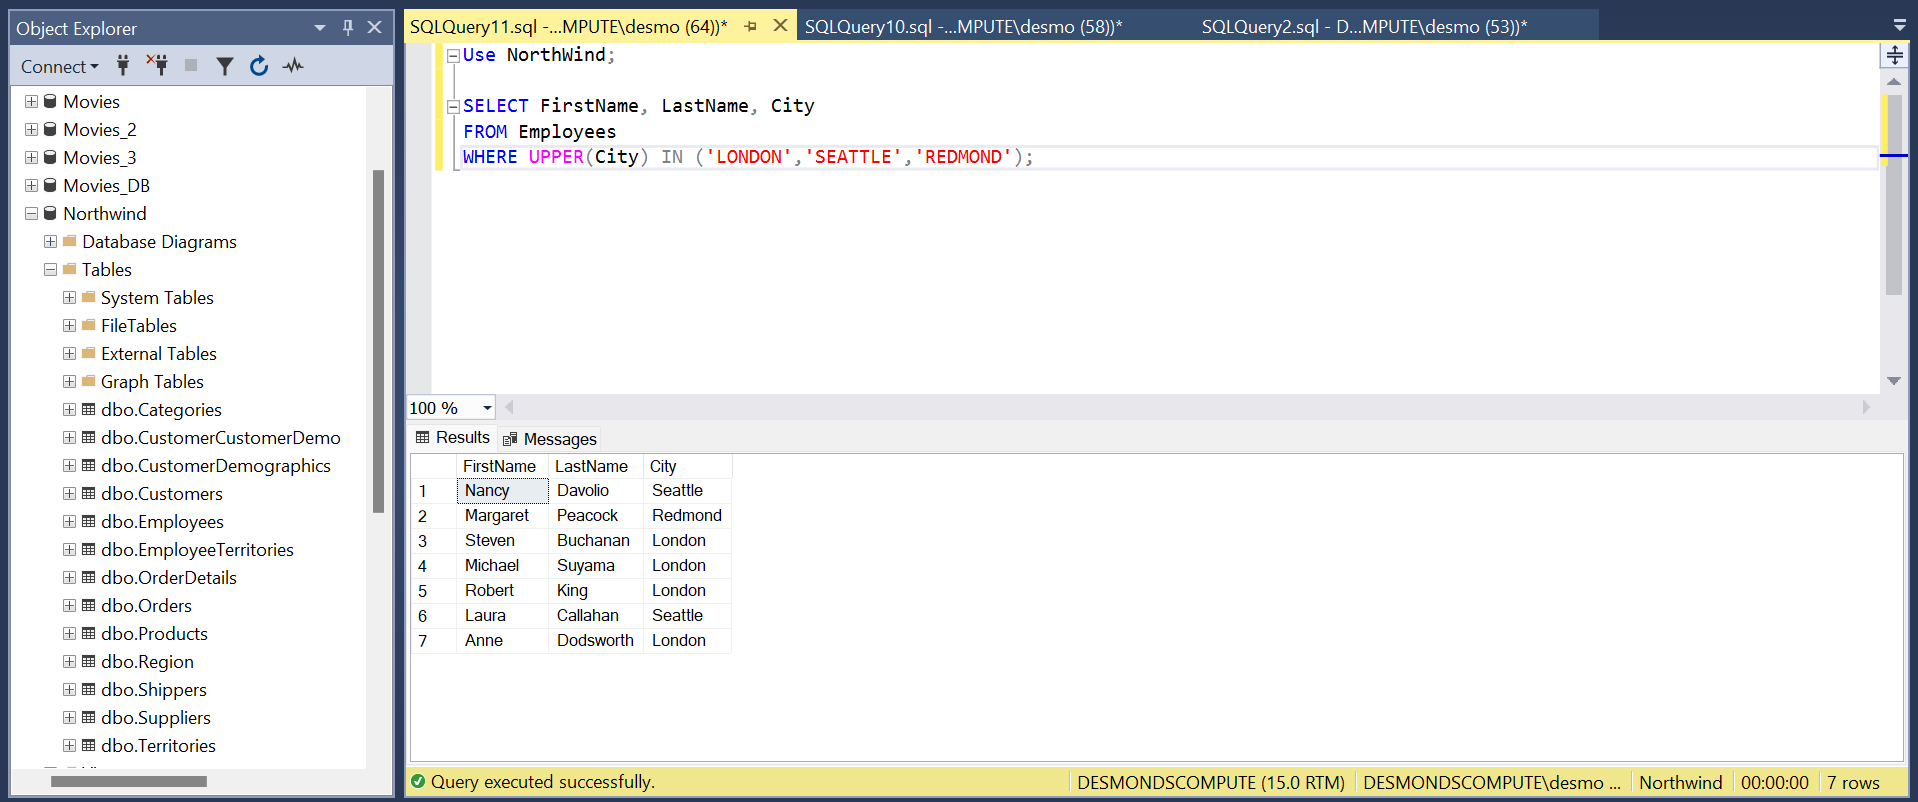 Object Explorer
Connect
Movies
Movies_2
Movies_3
Movies_DB
Northwind
Database Diagrams
Tables
System Tables
FileTables
External Tables
Graph Tables
dbo.Categories
dbo.CustomerCustomerDemo
dbo.CustomerDemographics
dbo.Customers
dbo.Employees
dbo.EmployeeTerritories
dbo.OrderDetails
dbo.Orders
dbo.Products
dbo.Region
dbo.Shippers
dbo.Suppliers
dbo.Territories
SQLQuery11.sql -...MPUTE\desmo (64))* SQLQuery10.sql -...MPUTE\desmo (58))* SQLQuery2.sql - D...MPUTE\desmo (53))*
Use NorthWind;
SELECT FirstName, LastName, City
FROM Employees
WHERE UPPER(City) IN ('LONDON','SEATTLE','REDMOND');
100 %
Results Messages
FirstName LastName City
1 Nancy Davolio Seattle
2 Margaret Peacock Redmond
3 Steven Buchanan London
4 Michael Suyama London
5 Robert King London
6 Laura Callahan Seattle
7 Anne Dodsworth London
Query executed successfully. DESMONDSCOMPUTE (15.0 RTM) DESMONDSCOMPUTE\desmo ... Northwind 00:00:00 7 rows